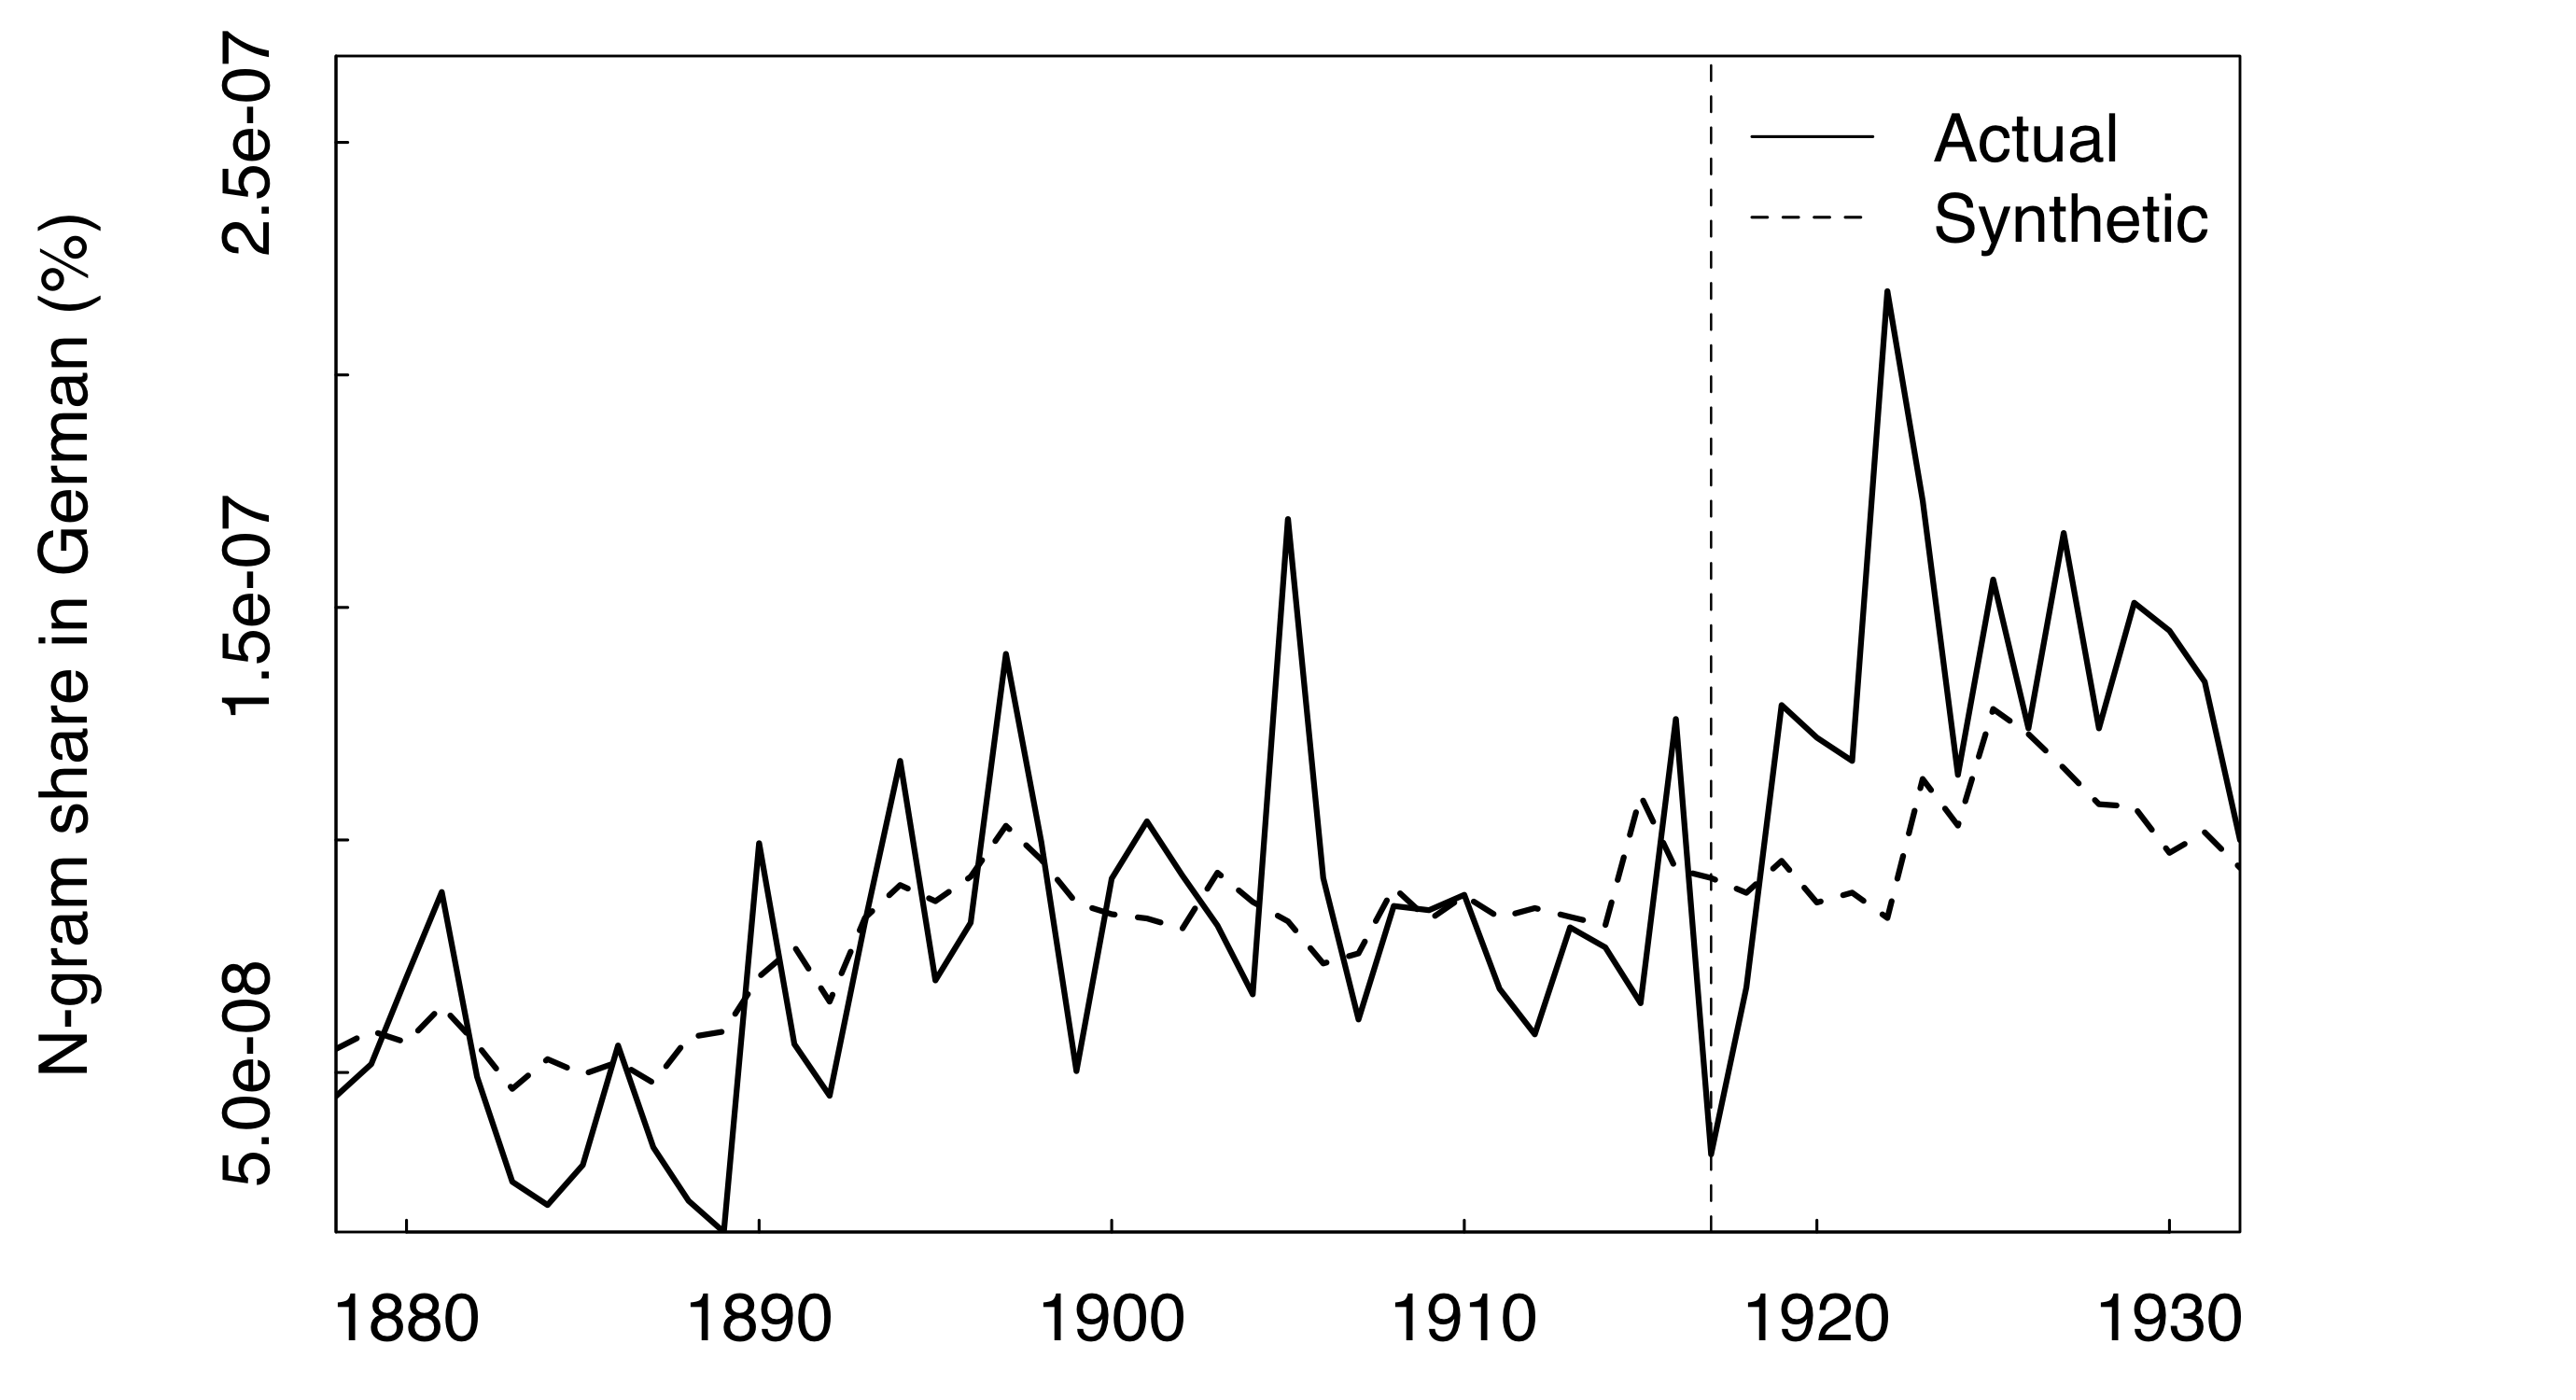 N-gram share in German (%)
2.5e-07
1.5e-07
5.0e-08
Actual
Synthetic
1880 1890 1900 1910 1920 1930